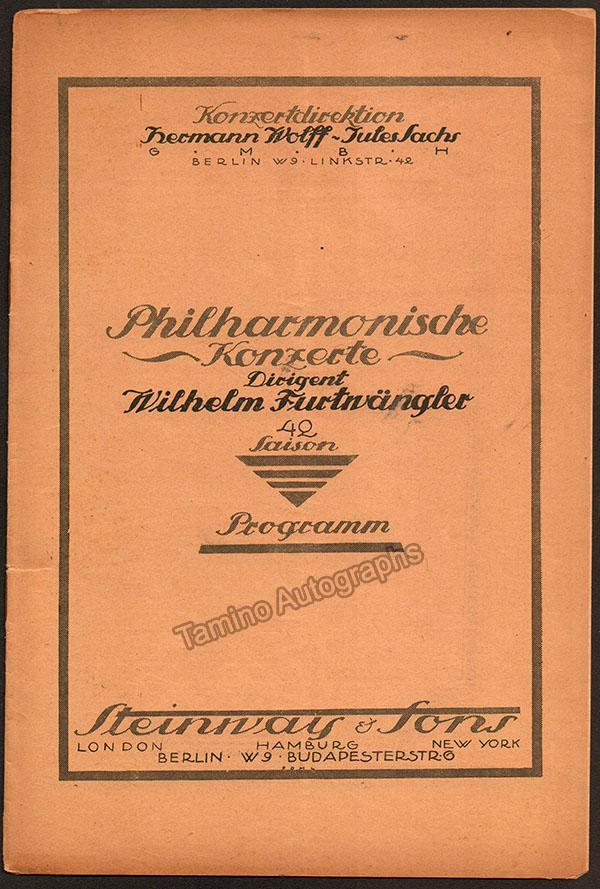 Konzertdirektion
Hermann Wolff ~ Jules Sachs
G · M · B · H
BERLIN W9 · LINKSTR · 42
Philharmonische
Konzerte
Dirigent
Wilhelm Furtwängler
42
Saison
Programm
Tamino Autographs
Steinway & Sons
LONDON HAMBURG NEW YORK
BERLIN · W9 · BUDAPESTERSTR · 6